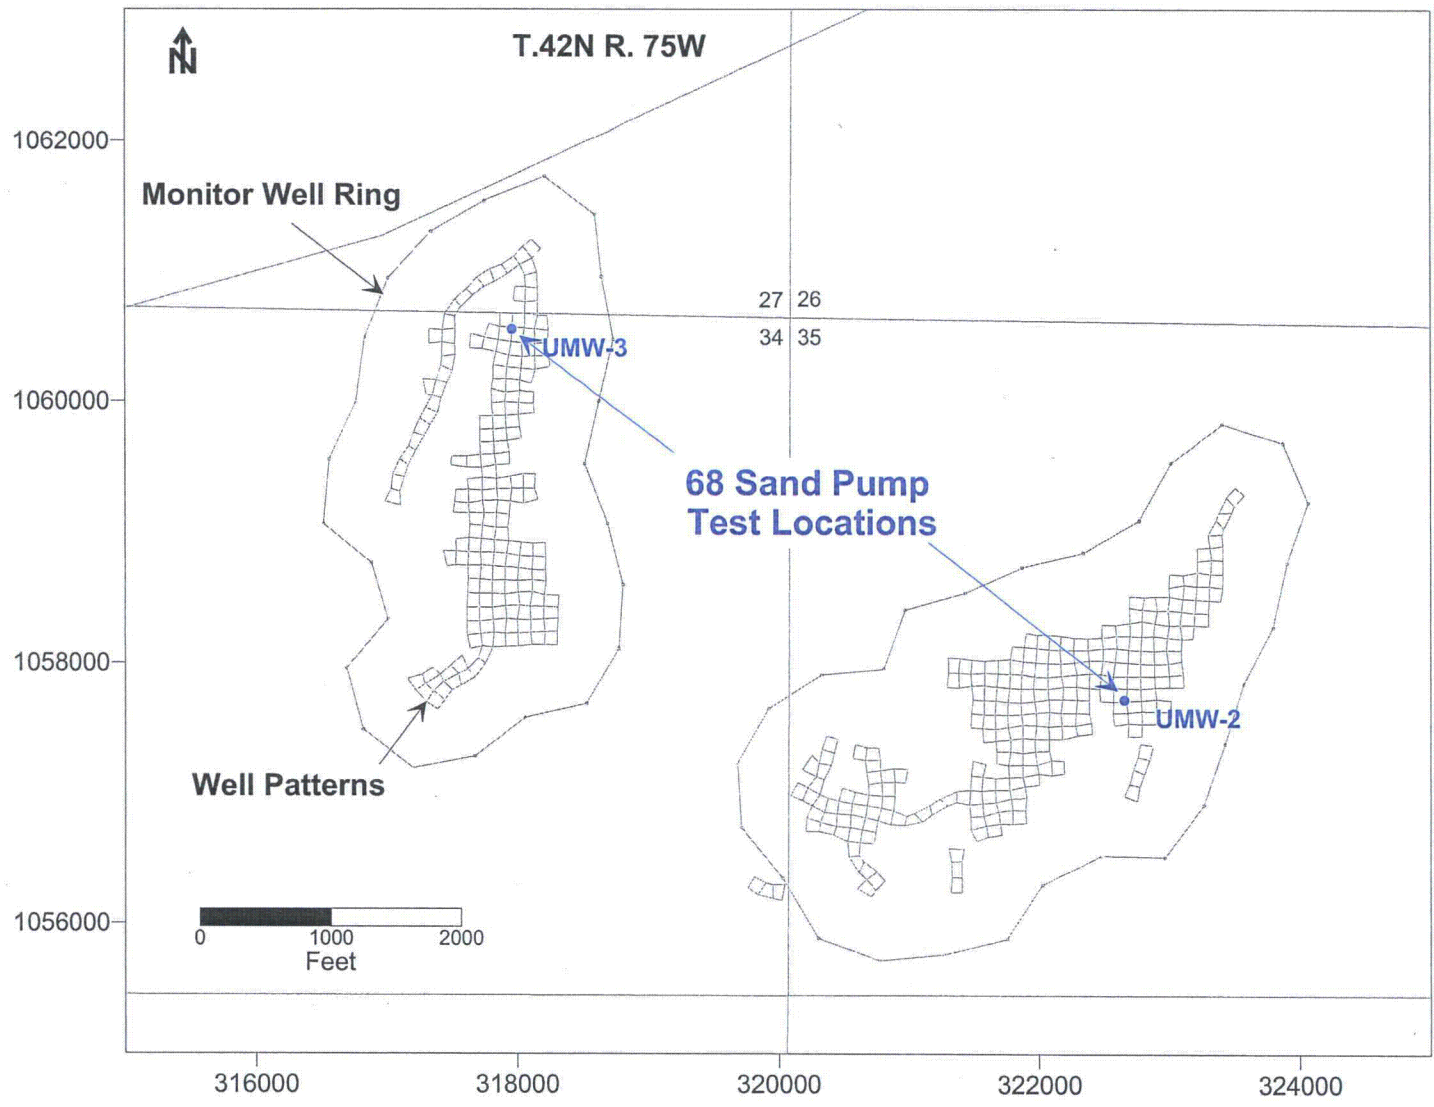 N
T.42N R. 75W
1062000
Monitor Well Ring
27 26
34 35
UMW-3
1060000
68 Sand Pump
Test Locations
1058000
UMW-2
Well Patterns
1056000
0 1000 2000
Feet
316000 318000 320000 322000 324000